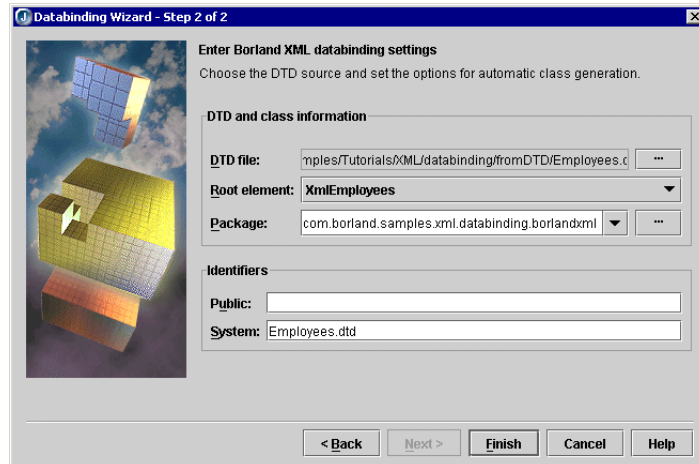 Databinding Wizard - Step 2 of 2
Enter Borland XML databinding settings
Choose the DTD source and set the options for automatic class generation.
DTD and class information
DTD file: mples/Tutorials/XML/databinding/fromDTD/Employees.d ...
Root element: XmlEmployees
Package: com.borland.samples.xml.databinding.borlandxml ...
Identifiers
Public:
System: Employees.dtd
< Back Next > Finish Cancel Help